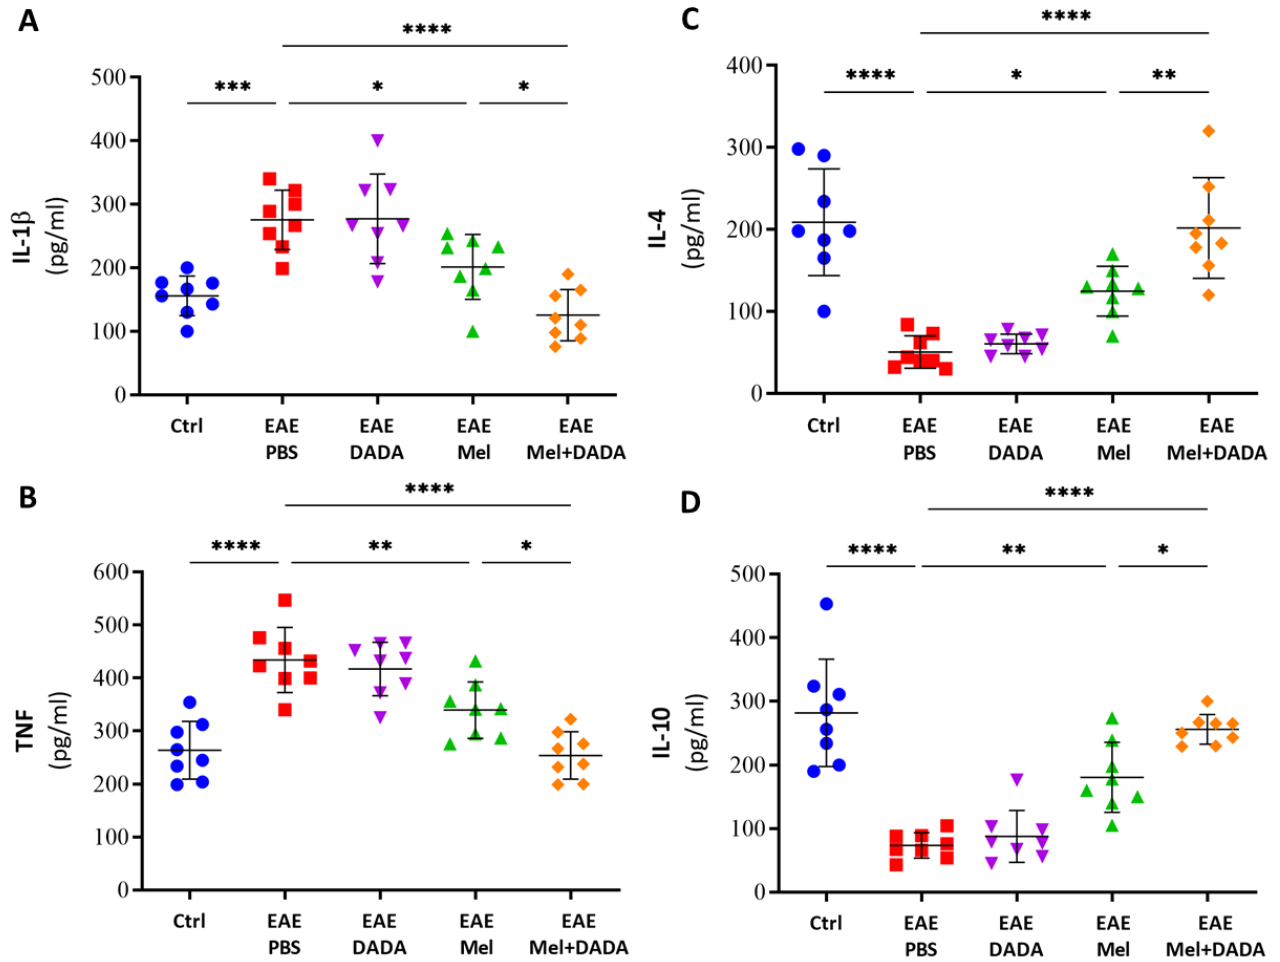 A
****
***
*
*
500
400
300
200
100
0
IL-1β
(pg/ml)
Ctrl
EAE
PBS
EAE
DADA
EAE
Mel
EAE
Mel+DADA
C
****
****
*
**
400
300
200
100
0
IL-4
(pg/ml)
Ctrl
EAE
PBS
EAE
DADA
EAE
Mel
EAE
Mel+DADA
B
****
****
**
*
600
500
400
300
200
100
0
TNF
(pg/ml)
Ctrl
EAE
PBS
EAE
DADA
EAE
Mel
EAE
Mel+DADA
D
****
****
**
*
500
400
300
200
100
0
IL-10
(pg/ml)
Ctrl
EAE
PBS
EAE
DADA
EAE
Mel
EAE
Mel+DADA